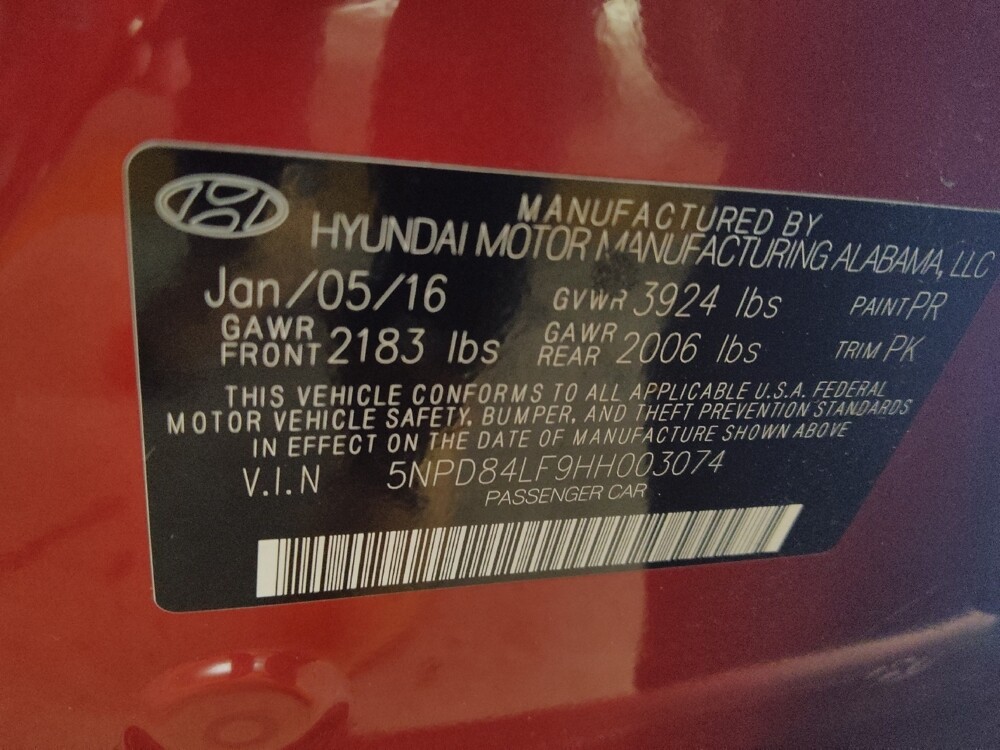 MANUFACTURED BY
HYUNDAI MOTOR MANUFACTURING ALABAMA, LLC
Jan/05/16 GVWR 3924 lbs PAINT PR
GAWR FRONT 2183 lbs GAWR REAR 2006 lbs TRIM PK
THIS VEHICLE CONFORMS TO ALL APPLICABLE U.S.A. FEDERAL
MOTOR VEHICLE SAFETY, BUMPER, AND THEFT PREVENTION STANDARDS
IN EFFECT ON THE DATE OF MANUFACTURE SHOWN ABOVE
V.I.N 5NPD84LF9HH003074
PASSENGER CAR